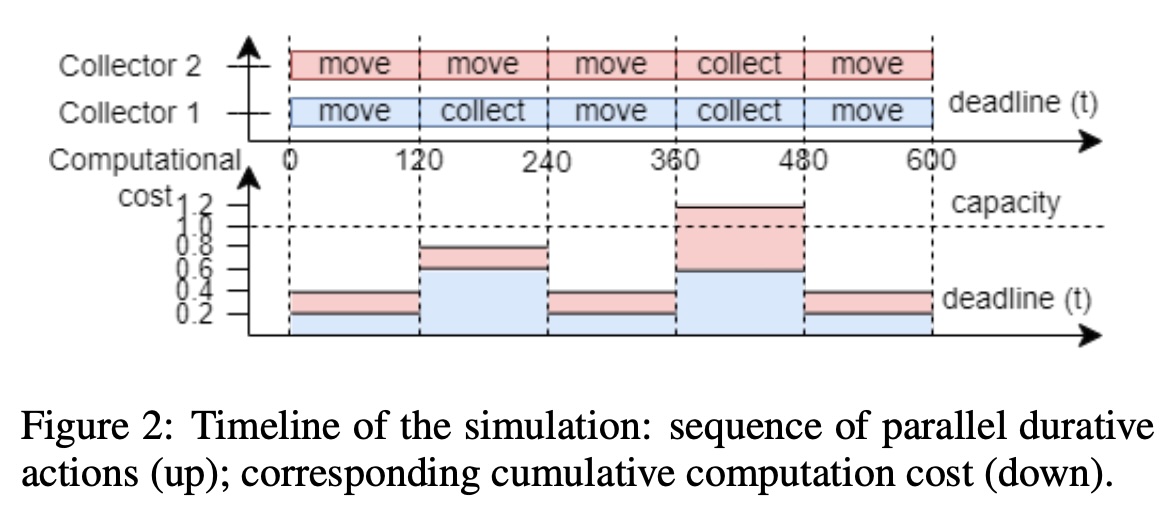 Collector 2 move move move collect move
Collector 1 move collect move collect move deadline (t)
Computational 0 120 240 360 480 600
cost
1.2 capacity
1.0
0.8
0.6
0.4 deadline (t)
0.2
Figure 2: Timeline of the simulation: sequence of parallel durative
actions (up); corresponding cumulative computation cost (down).